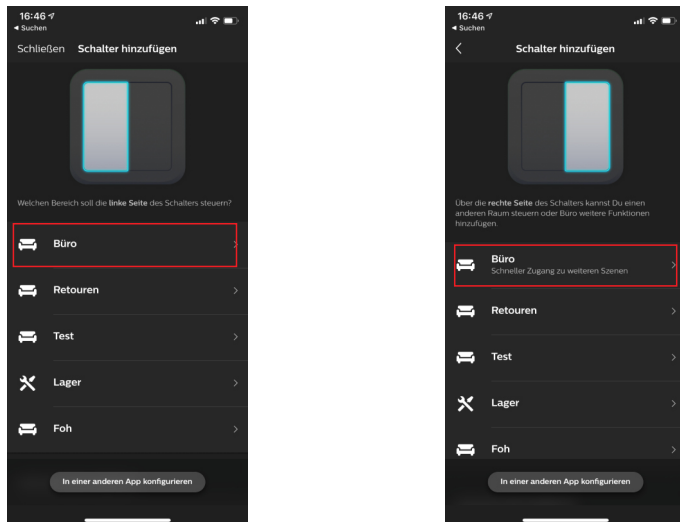 16:46
Suchen
Schließen Schalter hinzufügen
Welchen Bereich soll die linke Seite des Schalters steuern?
Büro
Retouren
Test
Lager
Foh
In einer anderen App konfigurieren
16:46
Suchen
Schalter hinzufügen
Über die rechte Seite des Schalters kannst Du einen
anderen Raum steuern oder Büro weitere Funktionen
hinzufügen.
Büro
Schneller Zugang zu weiteren Szenen
Retouren
Test
Lager
Foh
In einer anderen App konfigurieren